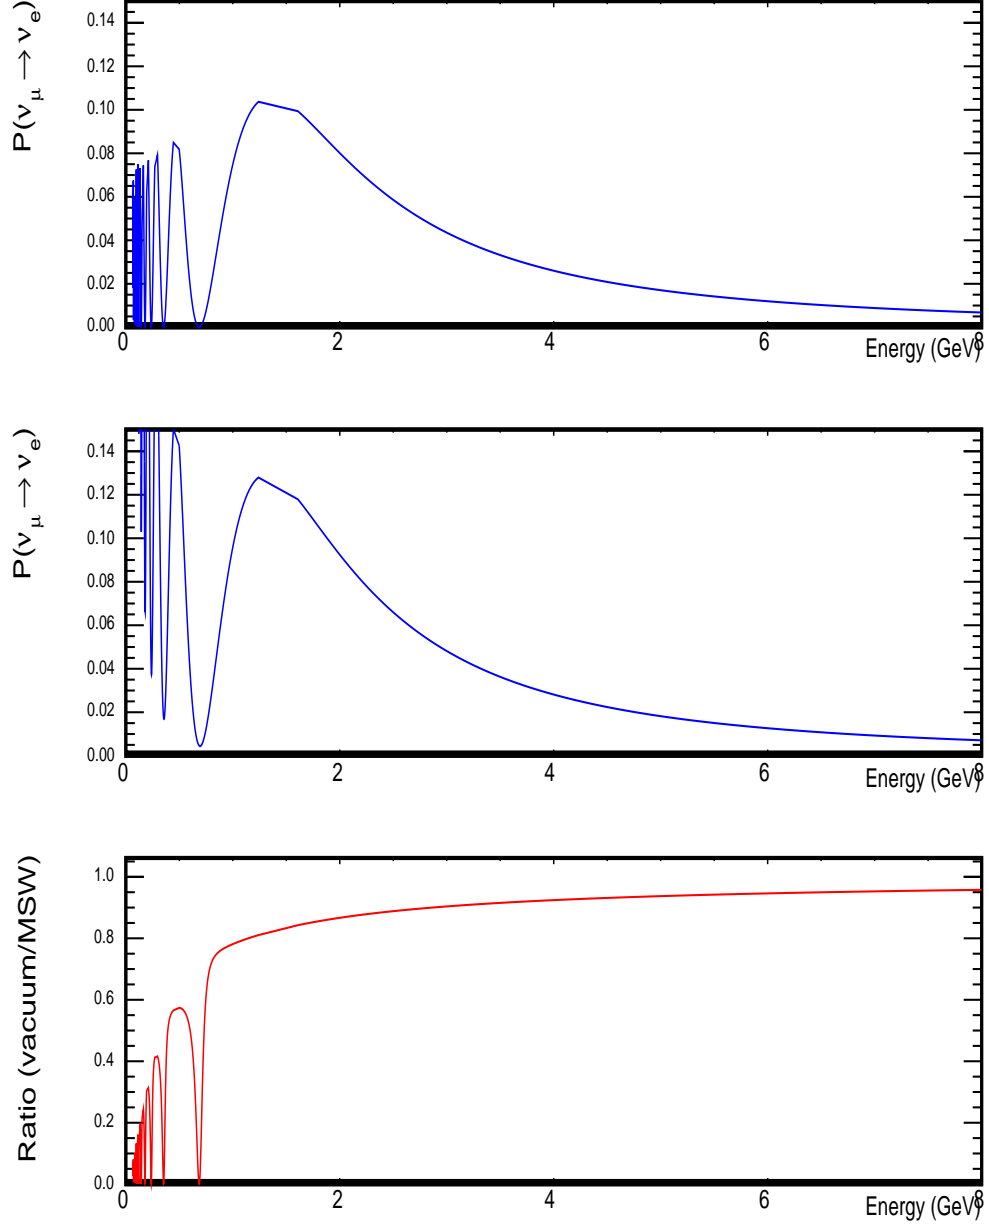 P(ν_μ → ν_e)
0.14
0.12
0.10
0.08
0.06
0.04
0.02
0.00
0 2 4 6 8
Energy (GeV)
P(ν_μ → ν_e)
0.14
0.12
0.10
0.08
0.06
0.04
0.02
0.00
0 2 4 6 8
Energy (GeV)
Ratio (vacuum/MSW)
1.0
0.8
0.6
0.4
0.2
0.0
0 2 4 6 8
Energy (GeV)